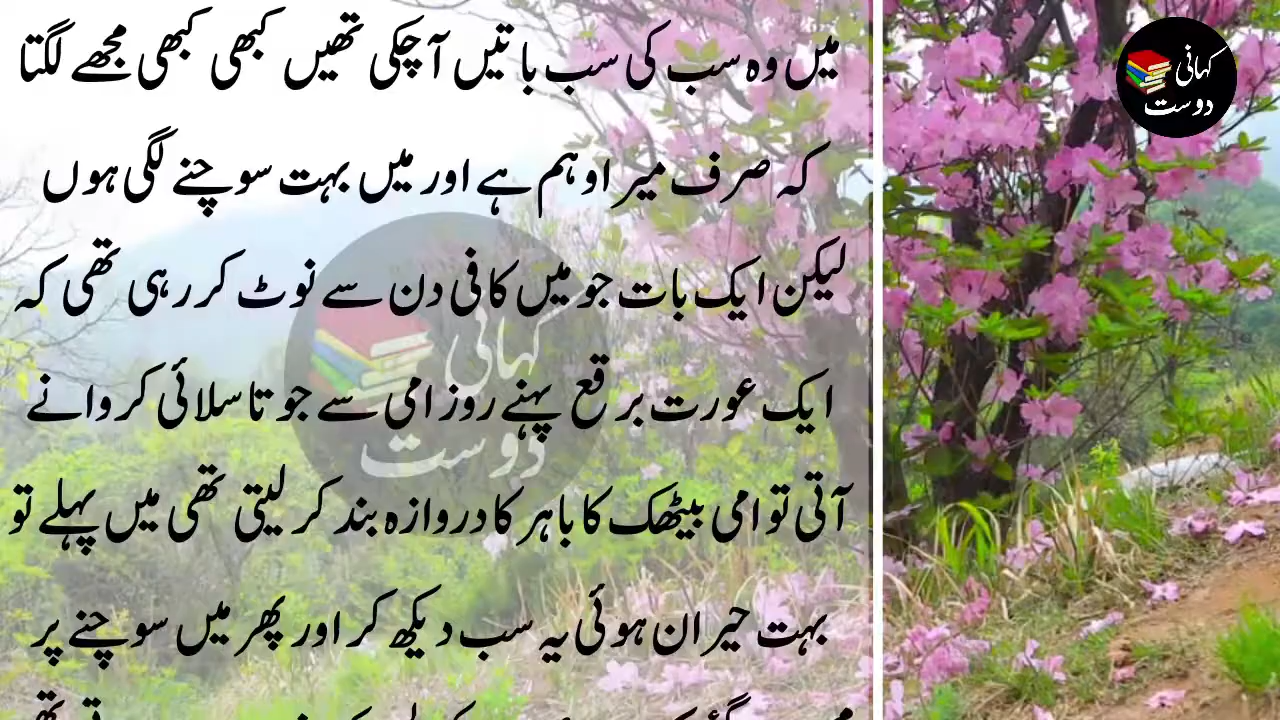 میں وہ سب کی سب باتیں آ چکی تھیں کبھی کبھی مجھے لگتا
کہ صرف میرا وہم ہے اور میں بہت سوچنے لگی ہوں
لیکن ایک بات جو میں کافی دن سے نوٹ کر رہی تھی کہ
ایک عورت برقع پہنے روز امی سے جوتا سلائی کروانے
آتی تو امی بیٹھک کا باہر کا دروازہ بند کر لیتی تھی میں پہلے تو
بہت حیران ہوئی یہ سب دیکھ کر اور پھر میں سوچنے پر
کہانی
دوست
کہانی
دوست